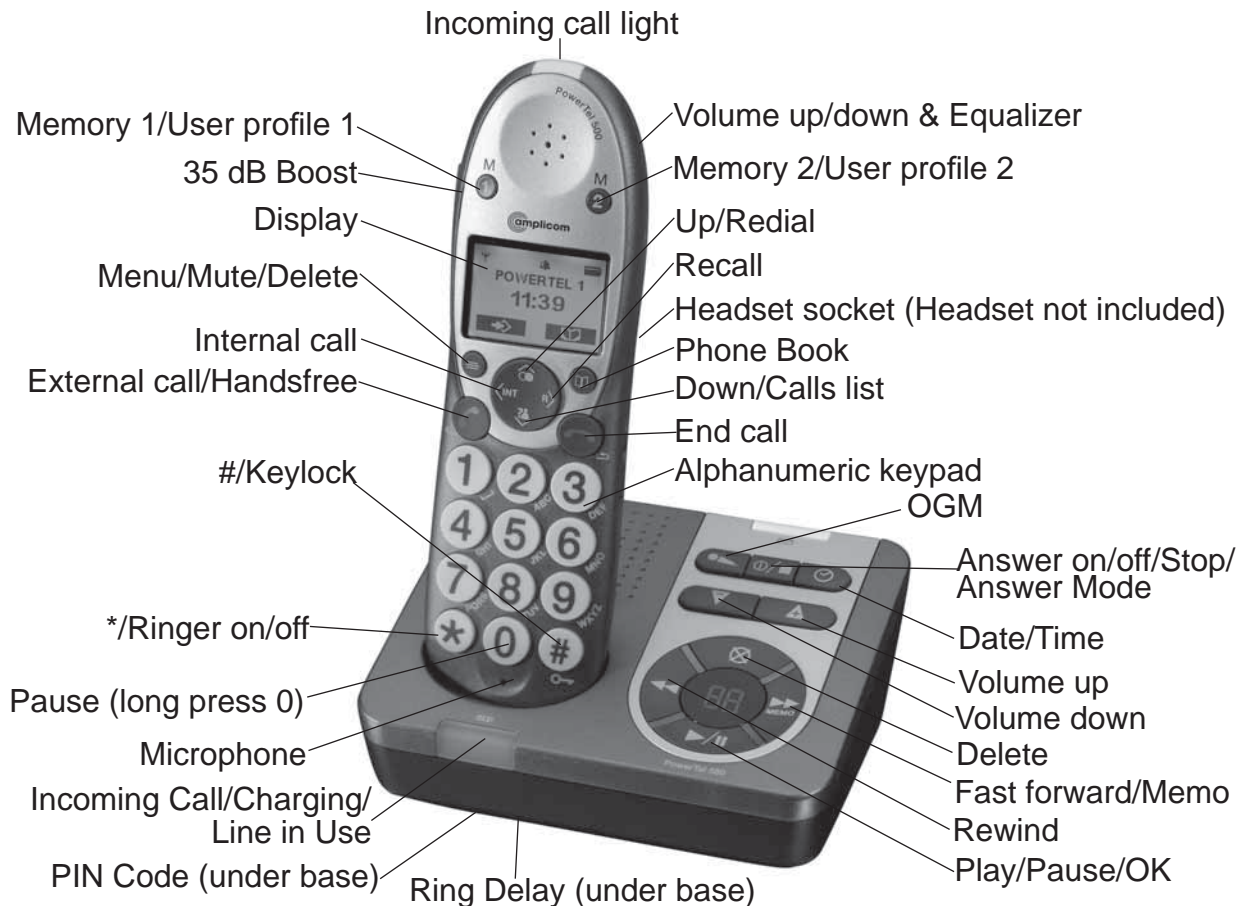 Incoming call light
Memory 1/User profile 1
35 dB Boost
Display
Menu/Mute/Delete
Internal call
External call/Handsfree
#/Keylock
*/Ringer on/off
Pause (long press 0)
Microphone
Incoming Call/Charging/
Line in Use
PIN Code (under base)
Ring Delay (under base)
Volume up/down & Equalizer
Memory 2/User profile 2
Up/Redial
Recall
Headset socket (Headset not included)
Phone Book
Down/Calls list
End call
Alphanumeric keypad
OGM
Answer on/off/Stop/
Answer Mode
Date/Time
Volume up
Volume down
Delete
Fast forward/Memo
Rewind
Play/Pause/OK
PowerTel 500
M
1
M
2
amplicom
POWERTEL 1
11:39
INT
R
1
2 ABC
3 DEF
4 GHI
5 JKL
6 MNO
7 PQRS
8 TUV
9 WXYZ
*
0
#
8A
MEMO
PowerTel 580